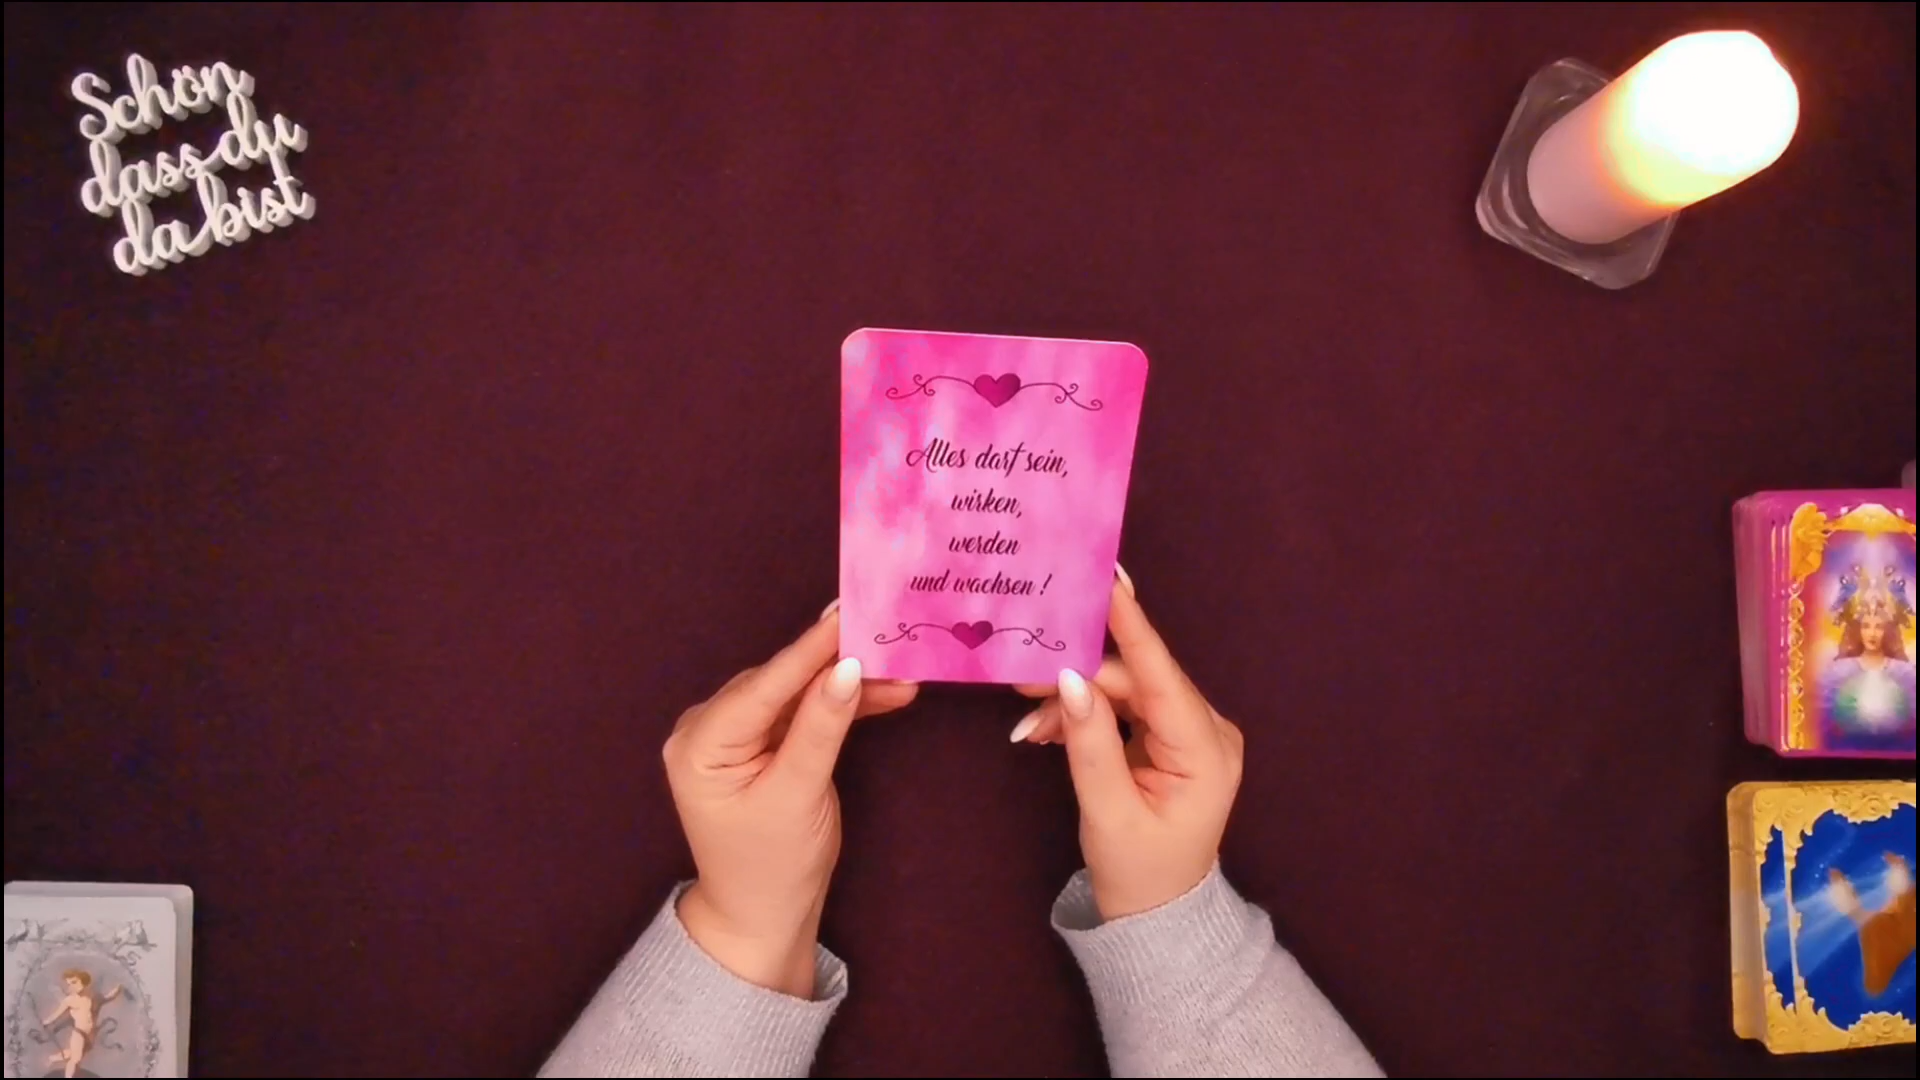 Schön
dass du
da bist
Alles darf sein,
wirken,
werden
und wachsen !